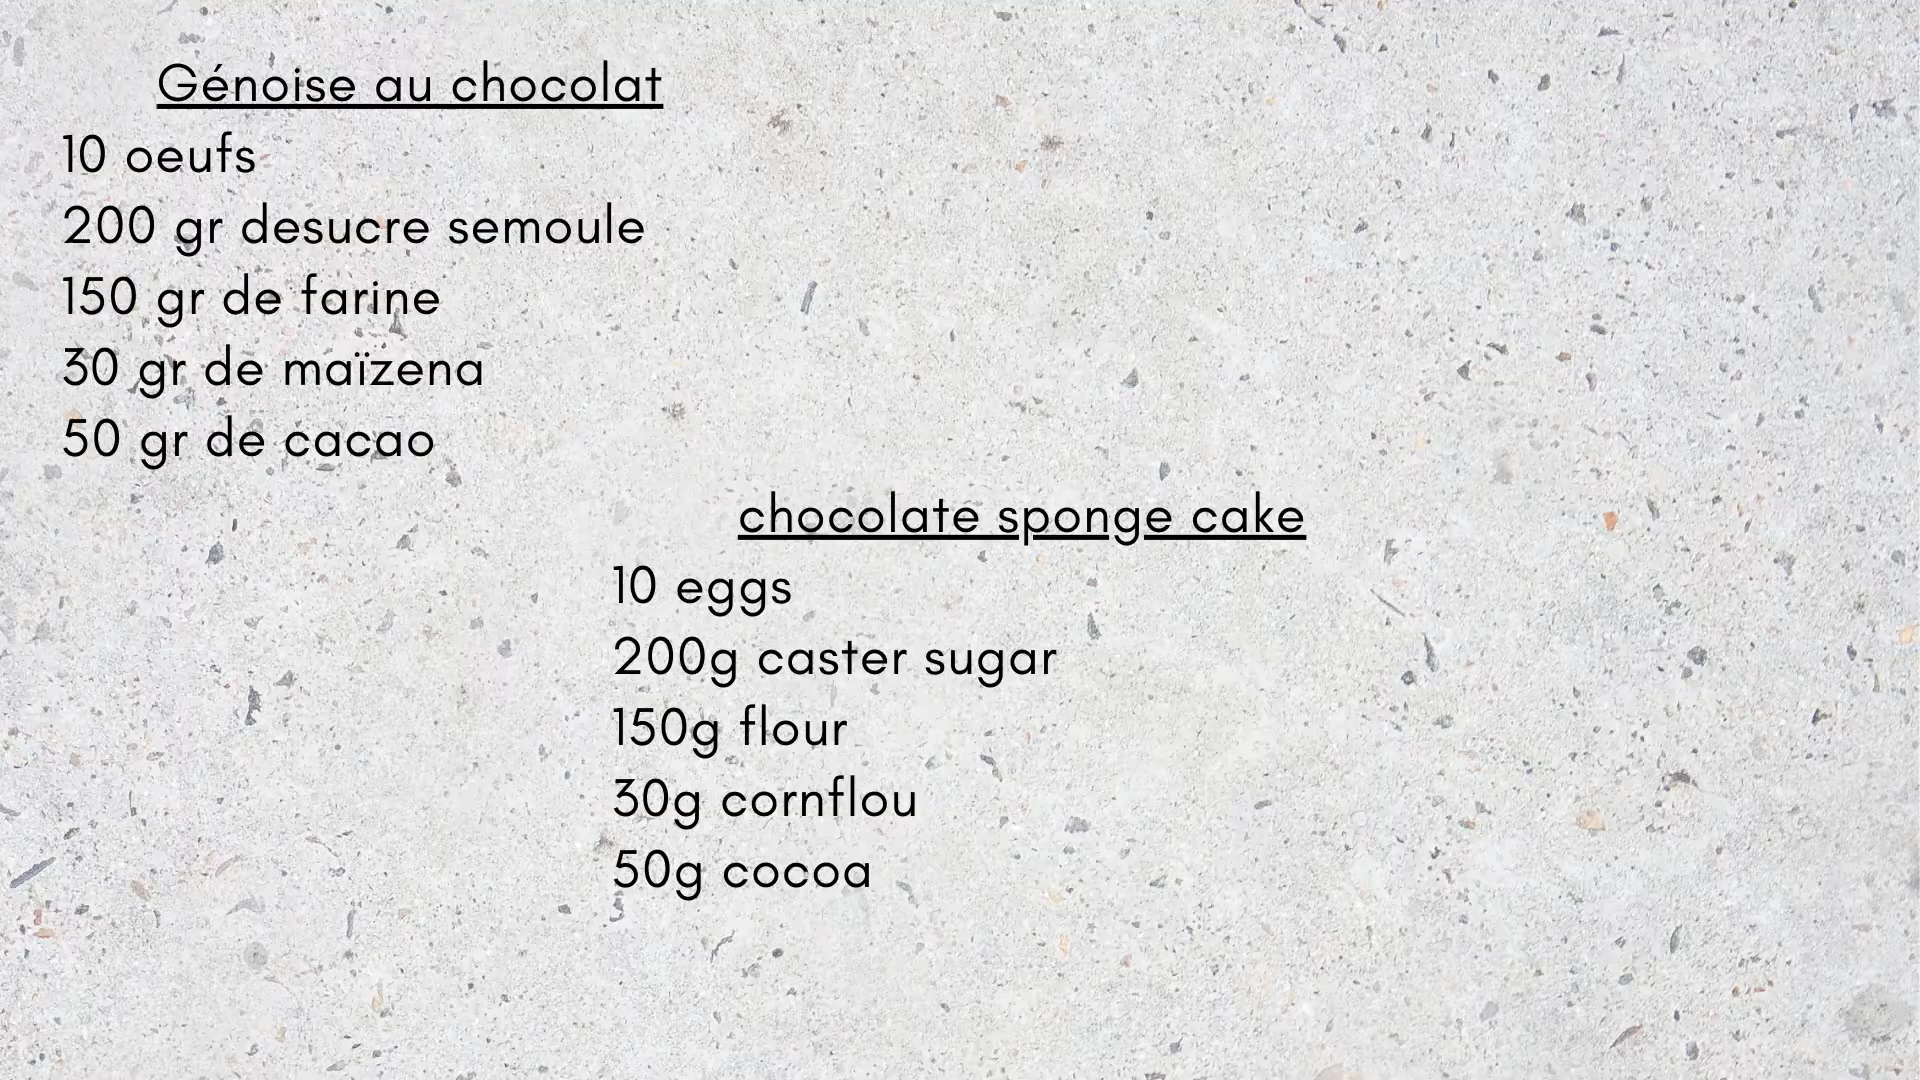 Génoise au chocolat
10 oeufs
200 gr desucre semoule
150 gr de farine
30 gr de maïzena
50 gr de cacao
chocolate sponge cake
10 eggs
200g caster sugar
150g flour
30g cornflou
50g cocoa